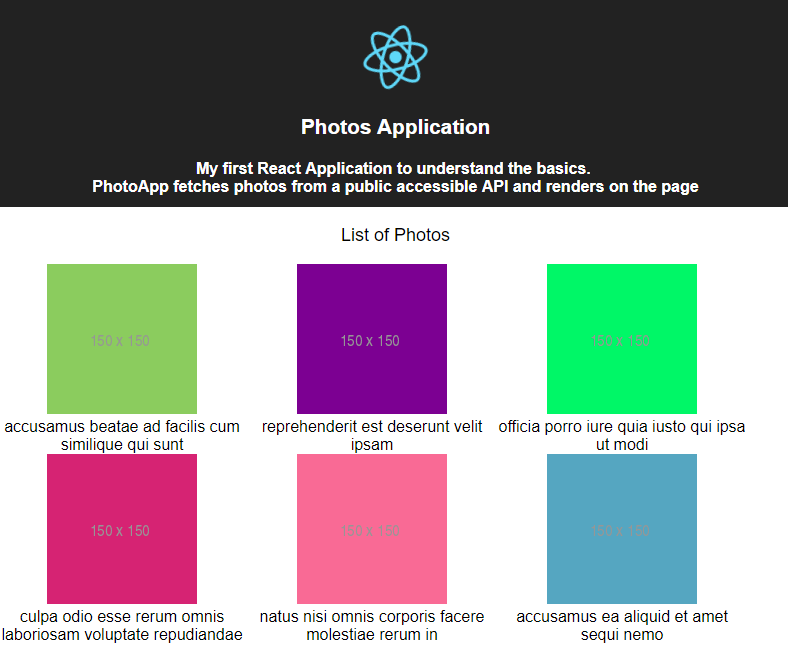 Photos Application
My first React Application to understand the basics.
PhotoApp fetches photos from a public accessible API and renders on the page
List of Photos
150 x 150
150 x 150
150 x 150
accusamus beatae ad facilis cum
similique qui sunt
reprehenderit est deserunt velit
ipsam
officia porro iure quia iusto qui ipsa
ut modi
150 x 150
150 x 150
150 x 150
culpa odio esse rerum omnis
laboriosam voluptate repudiandae
natus nisi omnis corporis facere
molestiae rerum in
accusamus ea aliquid et amet
sequi nemo